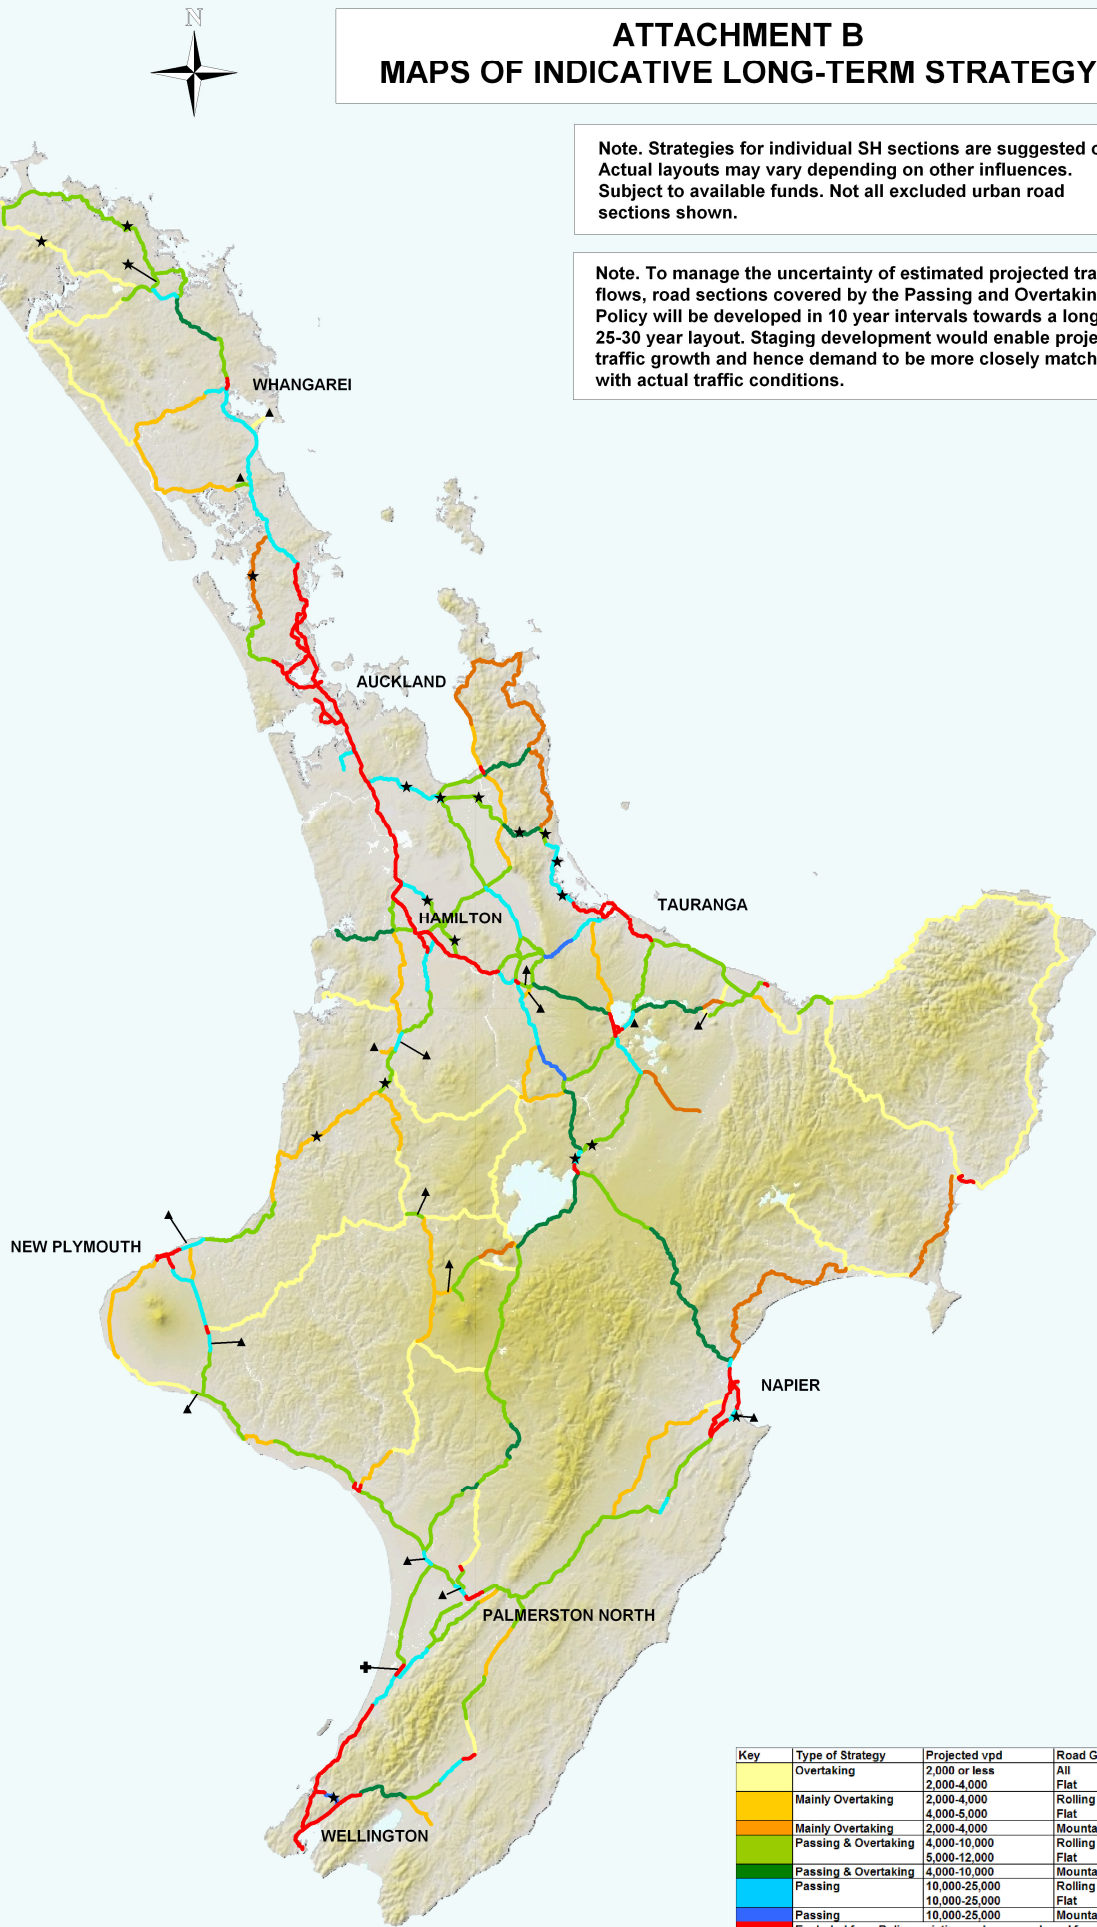 N
ATTACHMENT B
MAPS OF INDICATIVE LONG-TERM STRATEGY
Note. Strategies for individual SH sections are suggested
Actual layouts may vary depending on other influences.
Subject to available funds. Not all excluded urban road
sections shown.
Note. To manage the uncertainty of estimated projected tra
flows, road sections covered by the Passing and Overtakin
Policy will be developed in 10 year intervals towards a long
25-30 year layout. Staging development would enable proje
traffic growth and hence demand to be more closely match
with actual traffic conditions.
WHANGAREI
AUCKLAND
TAURANGA
HAMILTON
NEW PLYMOUTH
NAPIER
PALMERSTON NORTH
WELLINGTON
Key Type of Strategy Projected vpd Road G
Overtaking 2,000 or less All
2,000-4,000 Flat
Mainly Overtaking 2,000-4,000 Rolling
4,000-5,000 Flat
Mainly Overtaking 2,000-4,000 Mounta
Passing & Overtaking 4,000-10,000 Rolling
5,000-12,000 Flat
Passing & Overtaking 4,000-10,000 Mounta
Passing 10,000-25,000 Rolling
10,000-25,000 Flat
Passing 10,000-25,000 Mounta